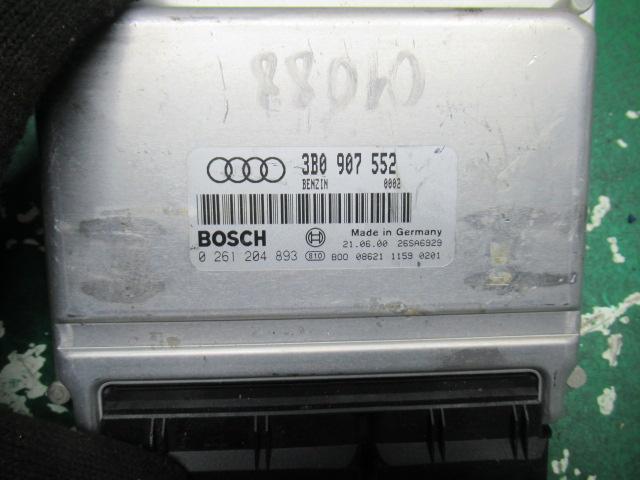 3B0 907 552
BENZIN 0002
BOSCH
Made in Germany
21.06.00 26SA6929
0 261 204 893 810 B00 08621 1159 0201